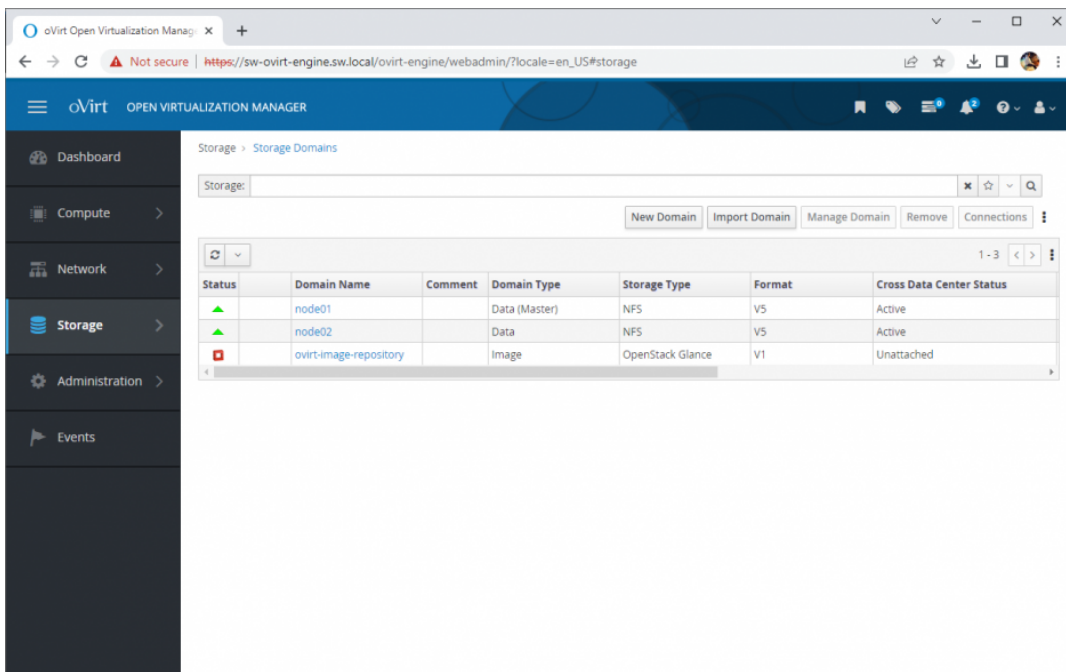 oVirt Open Virtualization Manag
Not secure | https://sw-ovirt-engine.sw.local/ovirt-engine/webadmin/?locale=en_US#storage
oVirt OPEN VIRTUALIZATION MANAGER
0
2
Dashboard
Compute
Network
Storage
Administration
Events
Storage > Storage Domains
Storage:
New Domain Import Domain Manage Domain Remove Connections
1 - 3
Status Domain Name Comment Domain Type Storage Type Format Cross Data Center Status
node01 Data (Master) NFS V5 Active
node02 Data NFS V5 Active
ovirt-image-repository Image OpenStack Glance V1 Unattached